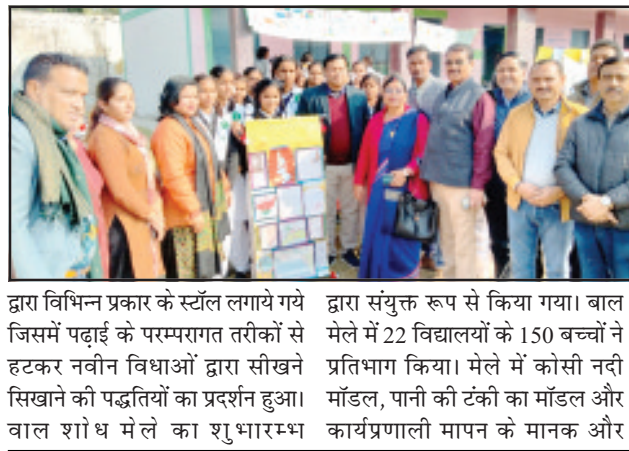 द्वारा विभिन्न प्रकार के स्टॉल लगाये गये
जिसमें पढ़ाई के परम्परागत तरीकों से
हटकर नवीन विधाओं द्वारा सीखने
सिखाने की पद्धतियों का प्रदर्शन हुआ।
वाल शोध मेले का शुभारम्भ
द्वारा संयुक्त रूप से किया गया। बाल
मेले में 22 विद्यालयों के 150 बच्चों ने
प्रतिभाग किया। मेले में कोसी नदी
मॉडल, पानी की टंकी का मॉडल और
कार्यप्रणाली मापन के मानक और